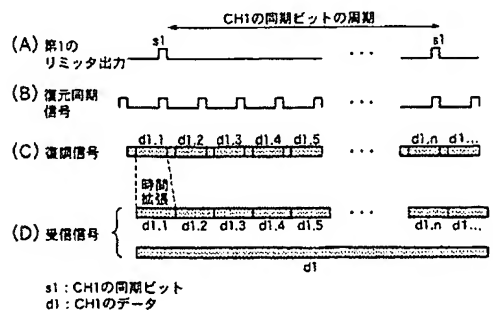 CH1の同期ビットの周期
s1
s1
(A) 第1の
リミッタ出力
・・・
(B) 復元同期
信号
・・・
d1.1 d1.2 d1.3 d1.4 d1.5
d1.n d1...
(C) 復調信号
・・・
時間
拡張
・・・
d1.1 d1.2 d1.3 d1.4 d1.5
d1.n d1...
(D) 受信信号
d1
s1：CH1の同期ビット
d1：CH1のデータ